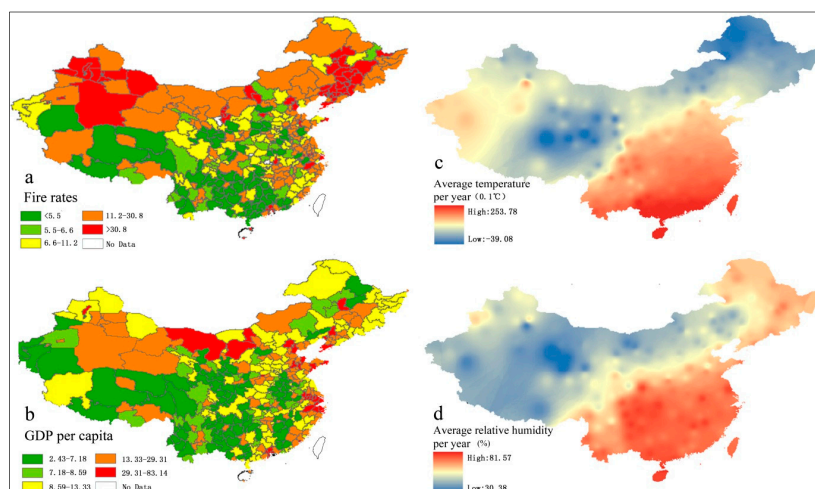 a
Fire rates
<5.5
11.2-30.8
5.5-6.6
>30.8
6.6-11.2
No Data
c
Average temperature
per year (0.1℃)
High:253.78
Low:-39.08
b
GDP per capita
2.43-7.18
13.33-29.31
7.18-8.59
29.31-83.14
8.59-13.33
No Data
d
Average relative humidity
per year (%)
High:81.57
Low:30.38